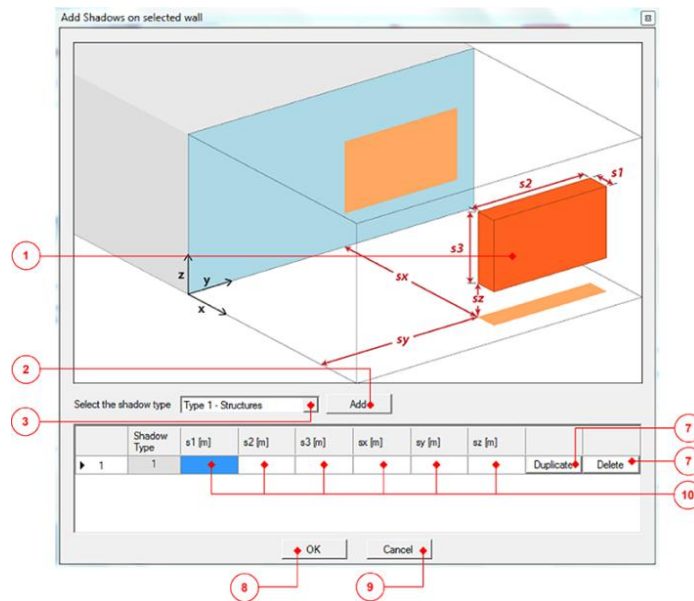 Add Shadows on selected wall
s2
s1
s3
1
z
y
sx
sz
x
sy
2
Select the shadow type Type 1 - Structures Add
3
7
Shadow Type s1 [m] s2 [m] s3 [m] sx [m] sy [m] sz [m]
1 1 Duplicate Delete
7
10
OK Cancel
8 9